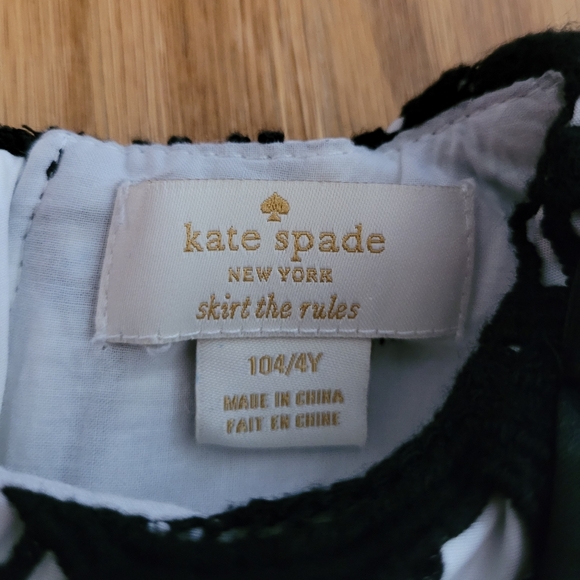 kate spade
NEW YORK
skirt the rules
104/4Y
MADE IN CHINA
FAIT EN CHINE